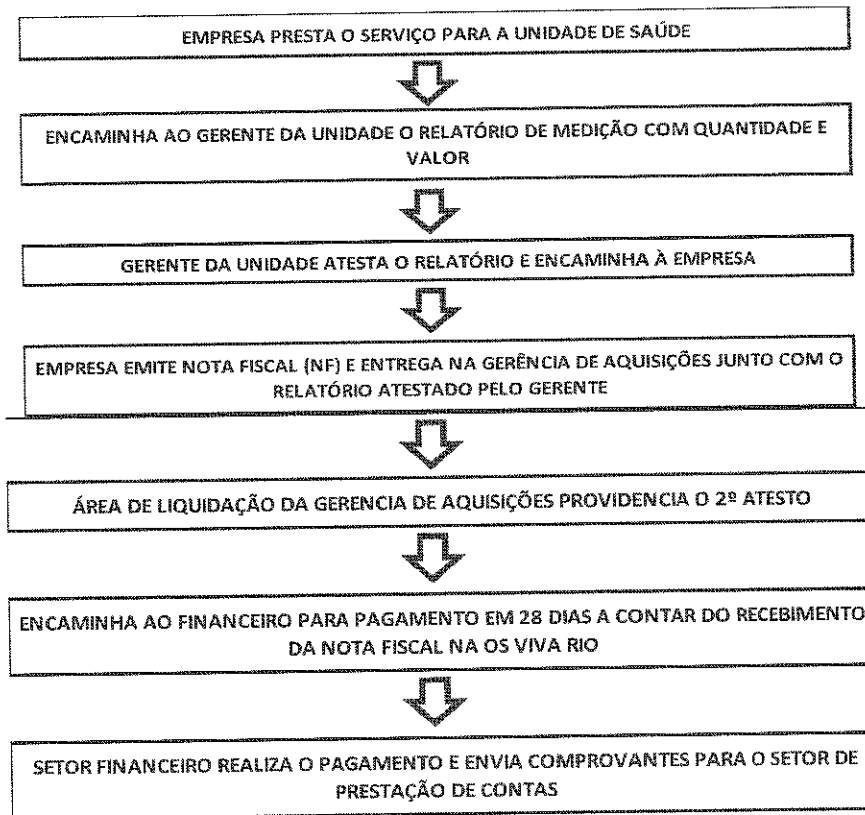 EMPRESA PRESTA O SERVIÇO PARA A UNIDADE DE SAÚDE
ENCAMINHA AO GERENTE DA UNIDADE O RELATÓRIO DE MEDIÇÃO COM QUANTIDADE E
VALOR
GERENTE DA UNIDADE ATESTA O RELATÓRIO E ENCAMINHA À EMPRESA
EMPRESA EMITE NOTA FISCAL (NF) E ENTREGA NA GERÊNCIA DE AQUISIÇÕES JUNTO COM O
RELATÓRIO ATESTADO PELO GERENTE
ÁREA DE LIQUIDAÇÃO DA GERENCIA DE AQUISIÇÕES PROVIDENCIA O 2º ATESTO
ENCAMINHA AO FINANCEIRO PARA PAGAMENTO EM 28 DIAS A CONTAR DO RECEBIMENTO
DA NOTA FISCAL NA OS VIVA RIO
SETOR FINANCEIRO REALIZA O PAGAMENTO E ENVIA COMPROVANTES PARA O SETOR DE
PRESTAÇÃO DE CONTAS